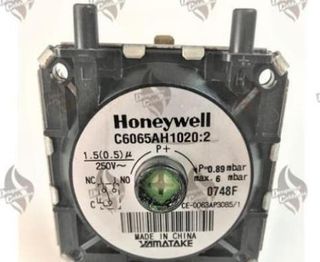 Honeywell
C6065AH1020:2
P+
1.5(0.5)μ
250V~
NC NO
C
P=0.89 mbar
max. 6 mbar
0748F
CE-0063AP3085/1
MADE IN CHINA
YAMATAKE